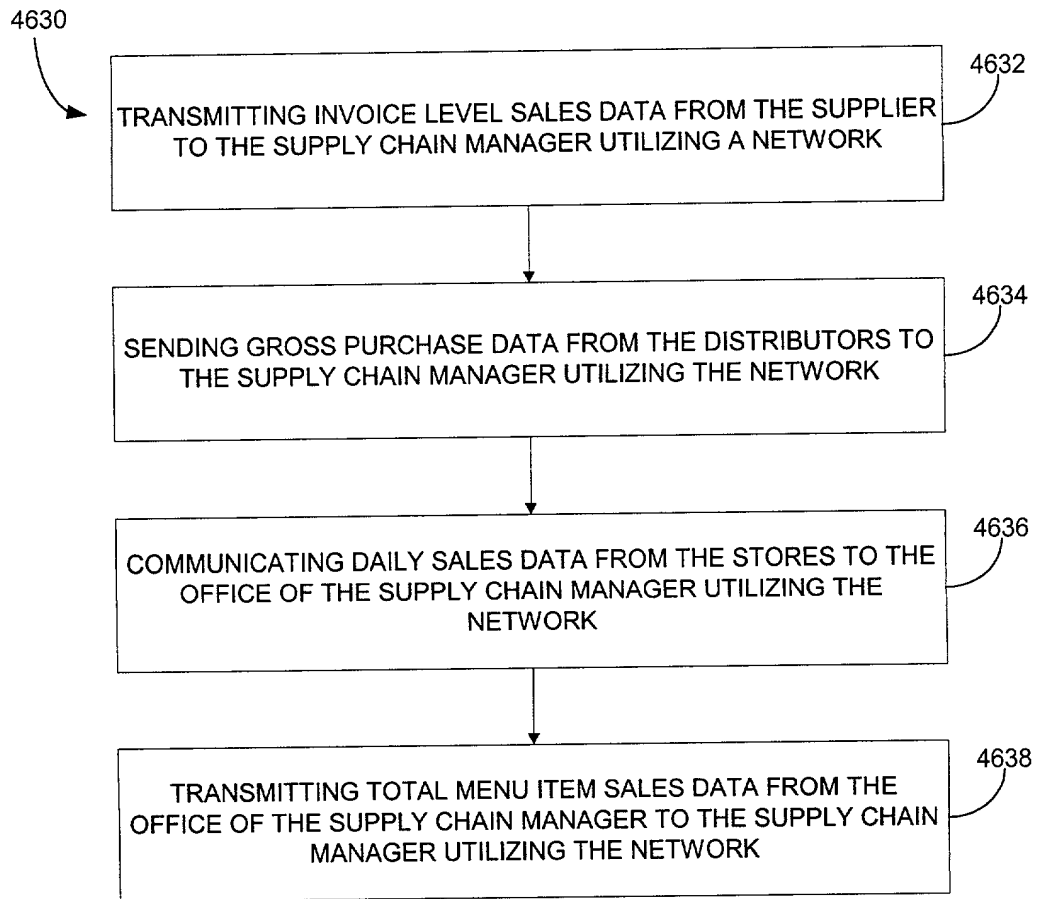 4630
4632
TRANSMITTING INVOICE LEVEL SALES DATA FROM THE SUPPLIER
TO THE SUPPLY CHAIN MANAGER UTILIZING A NETWORK
4634
SENDING GROSS PURCHASE DATA FROM THE DISTRIBUTORS TO
THE SUPPLY CHAIN MANAGER UTILIZING THE NETWORK
4636
COMMUNICATING DAILY SALES DATA FROM THE STORES TO THE
OFFICE OF THE SUPPLY CHAIN MANAGER UTILIZING THE
NETWORK
4638
TRANSMITTING TOTAL MENU ITEM SALES DATA FROM THE
OFFICE OF THE SUPPLY CHAIN MANAGER TO THE SUPPLY CHAIN
MANAGER UTILIZING THE NETWORK